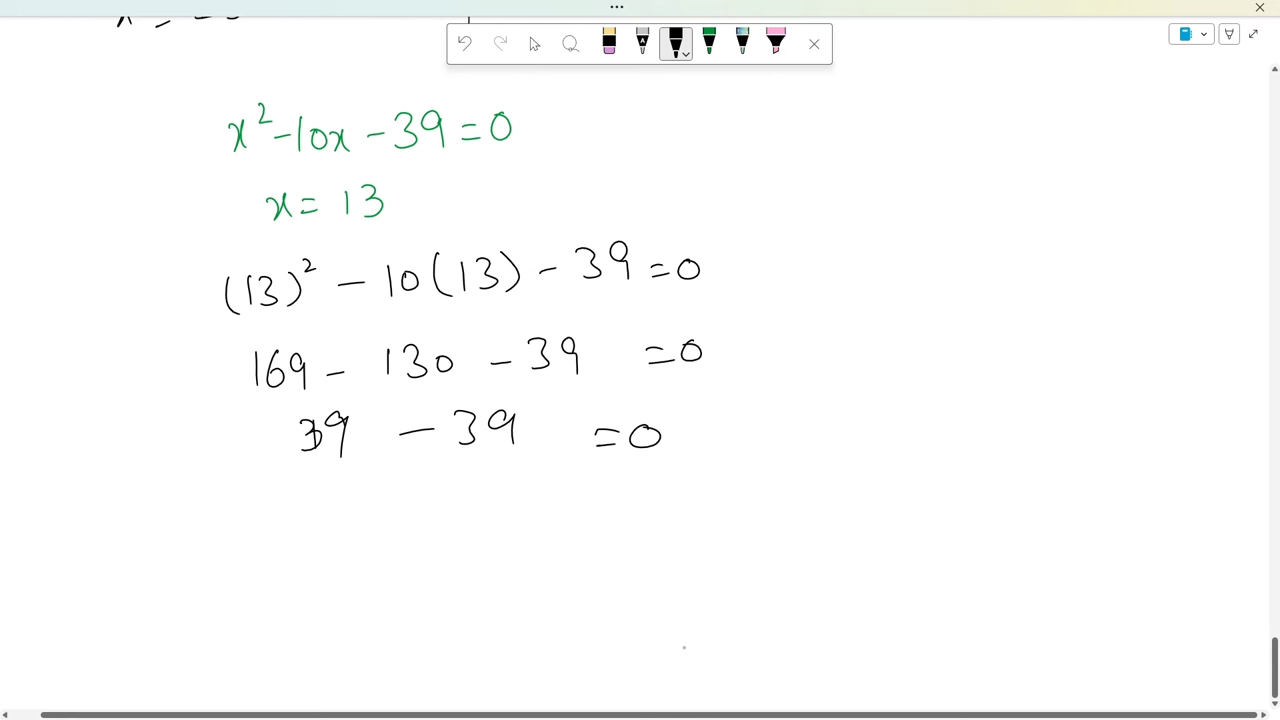 x² - 10x - 39 = 0
x = 13
(13)² - 10(13) - 39 = 0
169 - 130 - 39 = 0
39 - 39 = 0